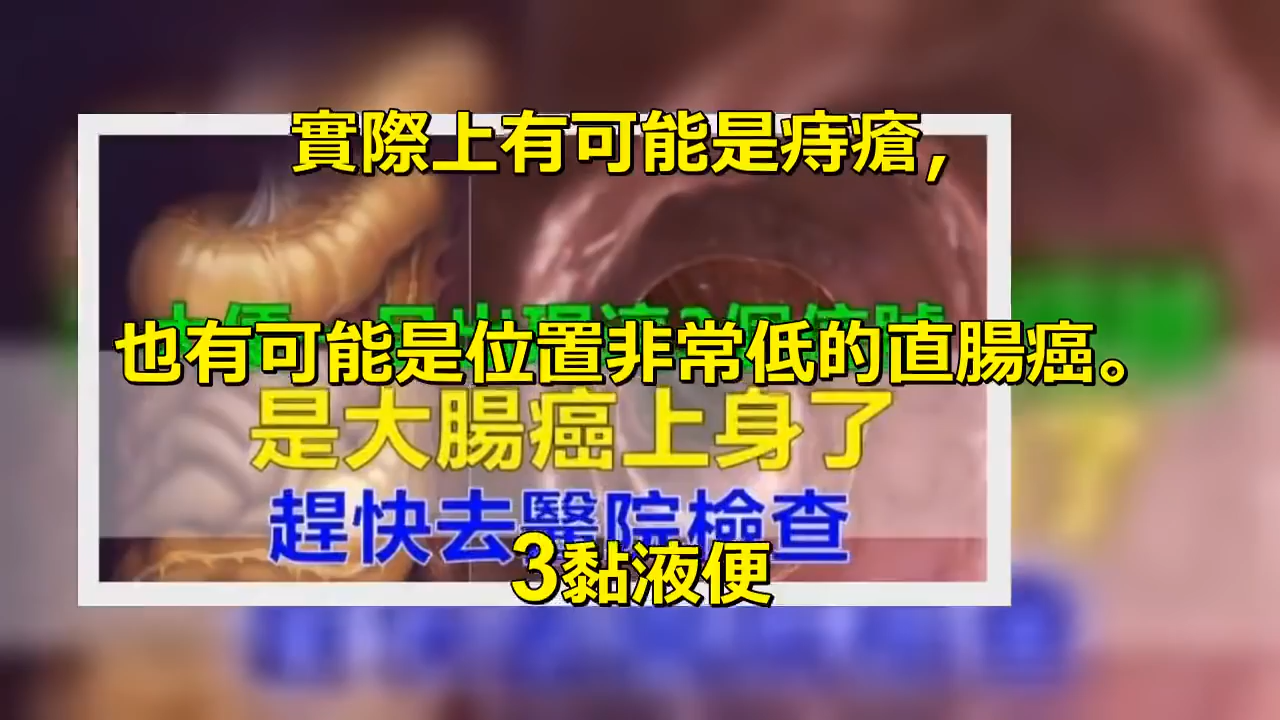 實際上有可能是痔瘡，
也有可能是位置非常低的直腸癌。
是大腸癌上身了
趕快去醫院檢查
3黏液便